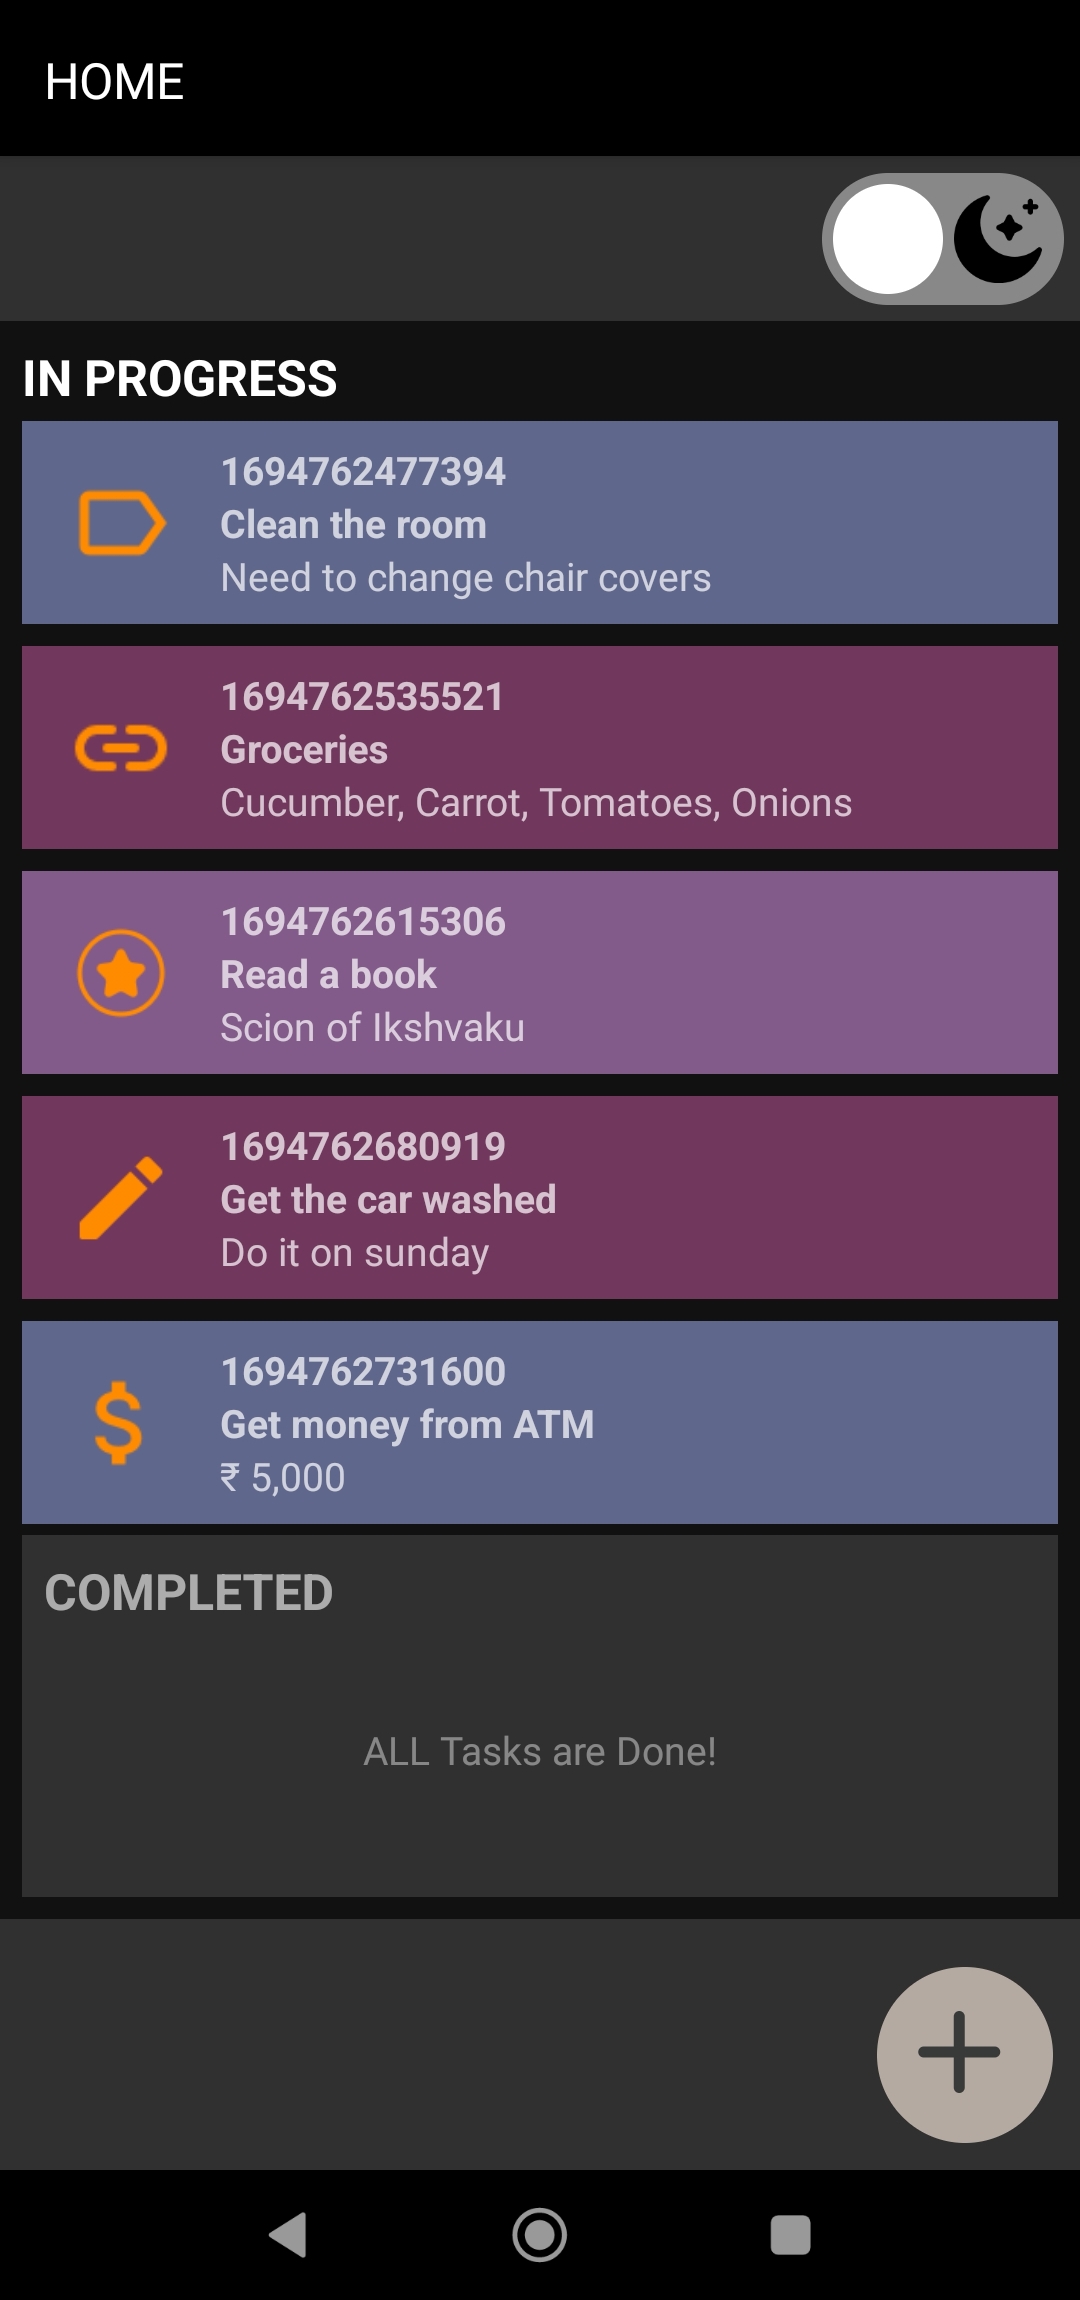 HOME
IN PROGRESS
1694762477394
Clean the room
Need to change chair covers
1694762535521
Groceries
Cucumber, Carrot, Tomatoes, Onions
1694762615306
Read a book
Scion of Ikshvaku
1694762680919
Get the car washed
Do it on sunday
1694762731600
Get money from ATM
₹ 5,000
COMPLETED
ALL Tasks are Done!